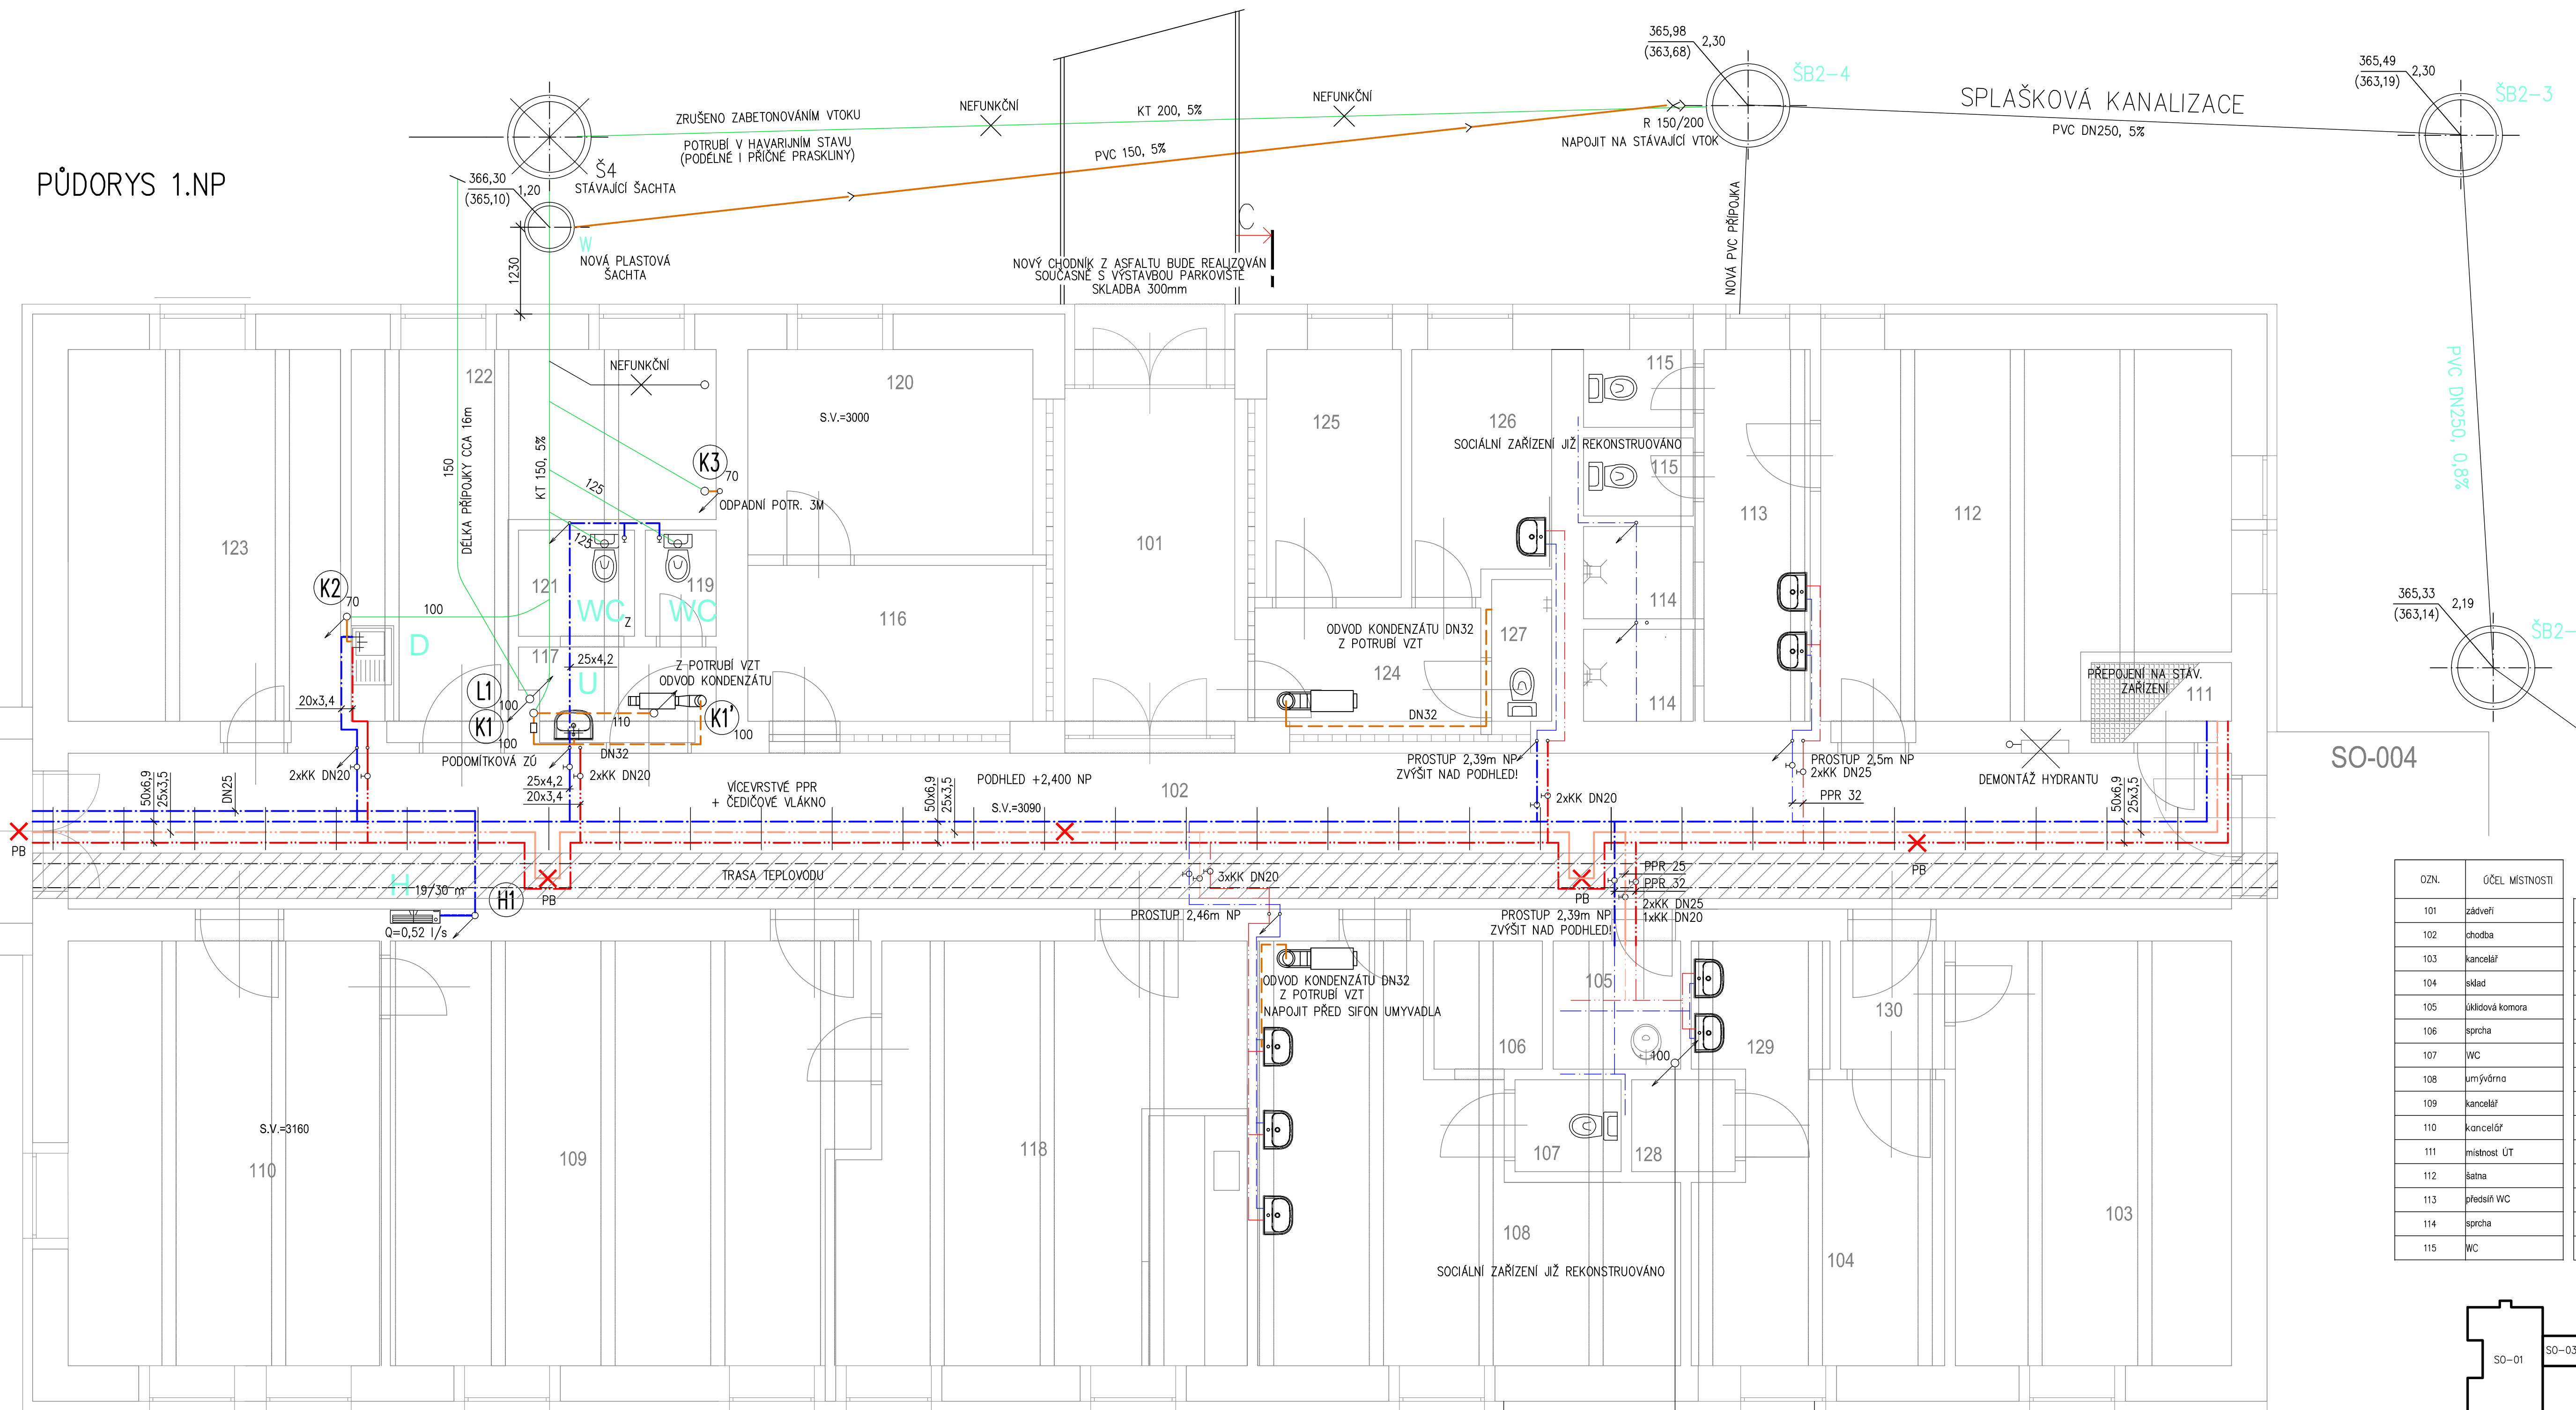 PŮDORYS 1.NP
ZRUŠENO ZABETONOVÁNÍM VTOKU
POTRUBÍ V HAVARIJNÍM STAVU
(PODÉLNÉ I PŘÍČNÉ PRASKLINY)
NEFUNKČNÍ
KT 200, 5%
NEFUNKČNÍ
PVC 150, 5%
365,98
(363,68)
2,30
ŠB2-4
R 150/200
NAPOJIT NA STÁVAJÍCÍ VTOK
SPLAŠKOVÁ KANALIZACE
PVC DN250, 5%
365,49
(363,19)
2,30
ŠB2-3
Š4
STÁVAJÍCÍ ŠACHTA
366,30
(365,10)
1,20
W
NOVÁ PLASTOVÁ
ŠACHTA
1230
C
NOVÝ CHODNÍK Z ASFALTU BUDE REALIZOVÁN
SOUČASNĚ S VÝSTAVBOU PARKOVIŠTĚ
SKLADBA 300mm
NOVÁ PVC PŘÍPOJKA
PVC DN250, 0,8%
365,33
(363,14)
2,19
ŠB2-
122
NEFUNKČNÍ
120
S.V.=3000
125
126
SOCIÁLNÍ ZAŘÍZENÍ JIŽ REKONSTRUOVÁNO
115
115
113
112
150
DÉLKA PŘÍPOJKY CCA 16m
KT 150, 5%
K3
70
ODPADNÍ POTR. 3M
125
125
123
101
K2
70
100
121
119
WC
WC
Z
D
116
114
ODVOD KONDENZÁTU DN32
Z POTRUBÍ VZT
127
124
117
25x4,2
U
Z POTRUBÍ VZT
ODVOD KONDENZÁTU
L1
100
K1
100
110
K1'
100
20x3,4
DN32
114
PŘEPOJENÍ NA STÁV.
ZAŘÍZENÍ
111
DN32
PODOMÍTKOVÁ ZÚ
2xKK DN20
2xKK DN20
25x4,2
20x3,4
50x6,9
25x3,5
DN25
VÍCEVRSTVÉ PPR
+ ČEDIČOVÉ VLÁKNO
50x6,9
25x3,5
PODHLED +2,400 NP
S.V.=3090
102
PROSTUP 2,39m NP
ZVÝŠIT NAD PODHLED!
2xKK DN20
PROSTUP 2,5m NP
2xKK DN25
PPR 32
DEMONTÁŽ HYDRANTU
50x6,9
25x3,5
SO-004
PB
PB
PB
PB
TRASA TEPLOVODU
H
19/30 m
H1
Q=0,52 l/s
3xKK DN20
PROSTUP 2,46m NP
PPR 25
PPR 32
2xKK DN25
1xKK DN20
PROSTUP 2,39m NP
ZVÝŠIT NAD PODHLED!
ODVOD KONDENZÁTU DN32
Z POTRUBÍ VZT
NAPOJIT PŘED SIFON UMYVADLA
105
106
100
129
130
S.V.=3160
110
109
118
107
128
108
SOCIÁLNÍ ZAŘÍZENÍ JIŽ REKONSTRUOVÁNO
104
103
OZN. ÚČEL MÍSTNOSTI
101 zádveří
102 chodba
103 kancelář
104 sklad
105 úklidová komora
106 sprcha
107 WC
108 umývárna
109 kancelář
110 kancelář
111 místnost ÚT
112 šatna
113 předsíň WC
114 sprcha
115 WC
SO-01
SO-03